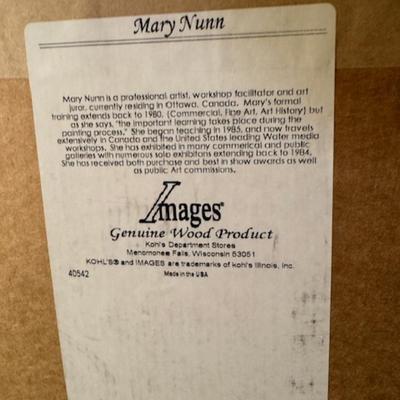 Mary Nunn
Mary Nunn is a professional artist, workshop facilitator and art
juror, currently residing in Ottawa, Canada. Mary's formal
training extends back to 1980, (Commercial, Fine Art, Art History) but
as she says, "the important learning takes place during the
painting process." She began teaching in 1985, and now travels
extensively in Canada and the United States leading Water media
workshops. She has exhibited in many commerical and public
galleries with numerous solo exhibitons extending back to 1984.
She has received both purchase and best in show awards as well
as public Art commissions.
Images®
Genuine Wood Product
Kohl's Department Stores
Menomonee Falls, Wisconsin 53051
KOHL'S® and IMAGES are trademarks of kohl's Illinois, Inc.
40542 Made in the USA